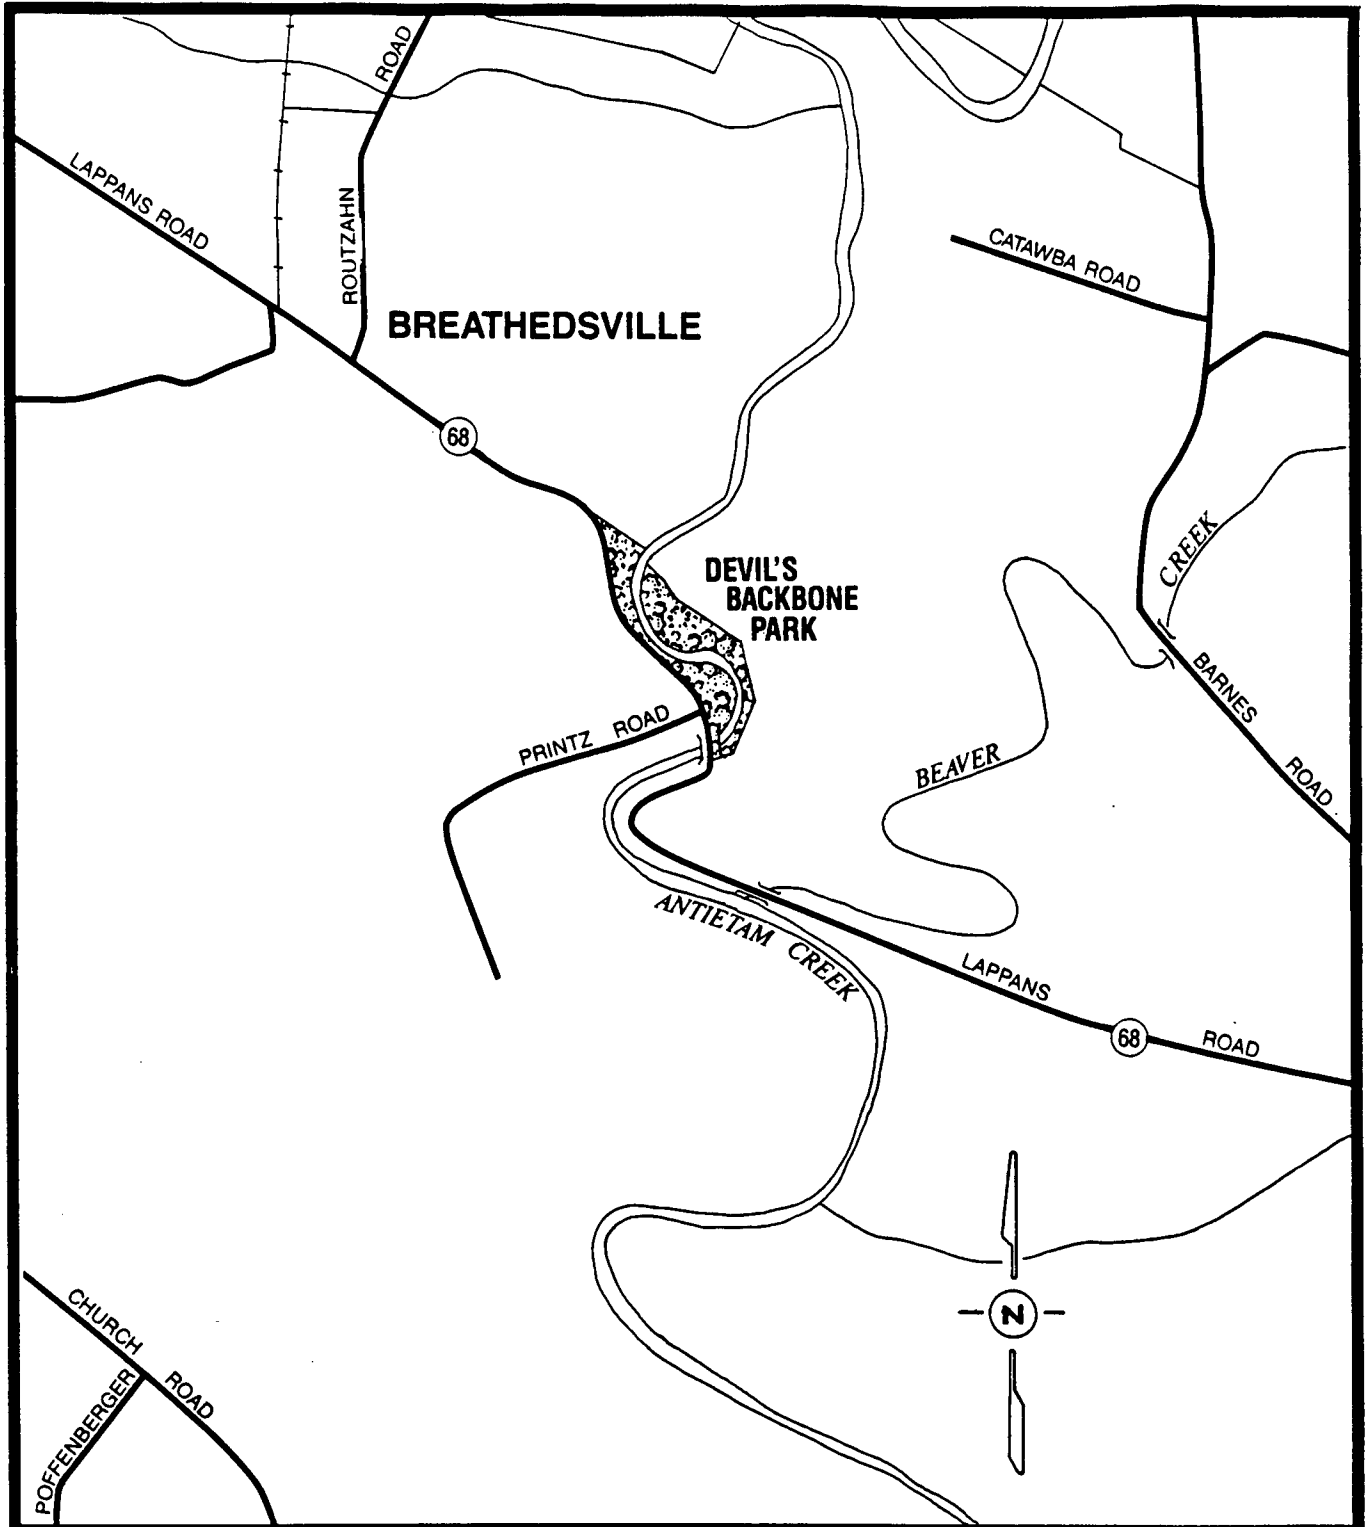 ROAD
LAPPANS ROAD
ROUTZAHN
CATAWBA ROAD
BREATHEDSVILLE
68
CREEK
DEVIL'S
BACKBONE
PARK
BARNES
ROAD
PRINTZ ROAD
BEAVER
ANTIETAM CREEK
LAPPANS
68
ROAD
N
CHURCH
ROAD
POFFENBERGER